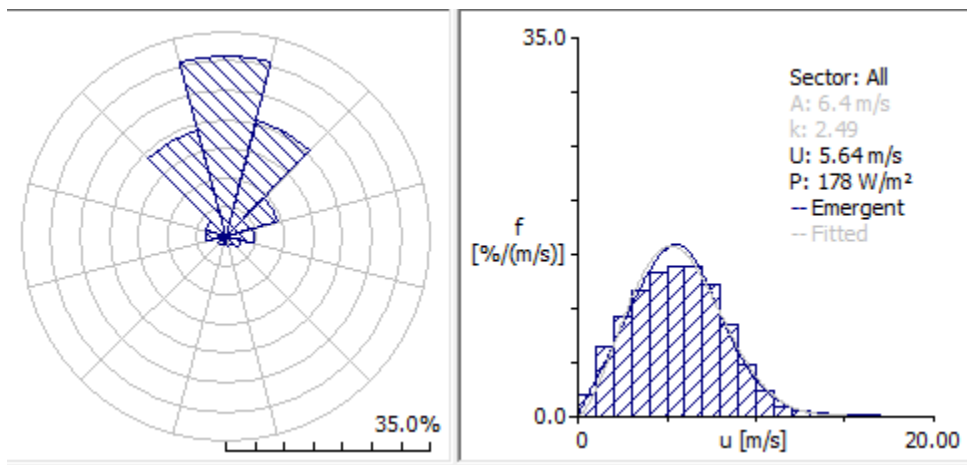 35.0%
35.0
f
[%/(m/s)]
0.0
0
u [m/s]
20.00
Sector: All
A: 6.4 m/s
k: 2.49
U: 5.64 m/s
P: 178 W/m²
-- Emergent
-- Fitted